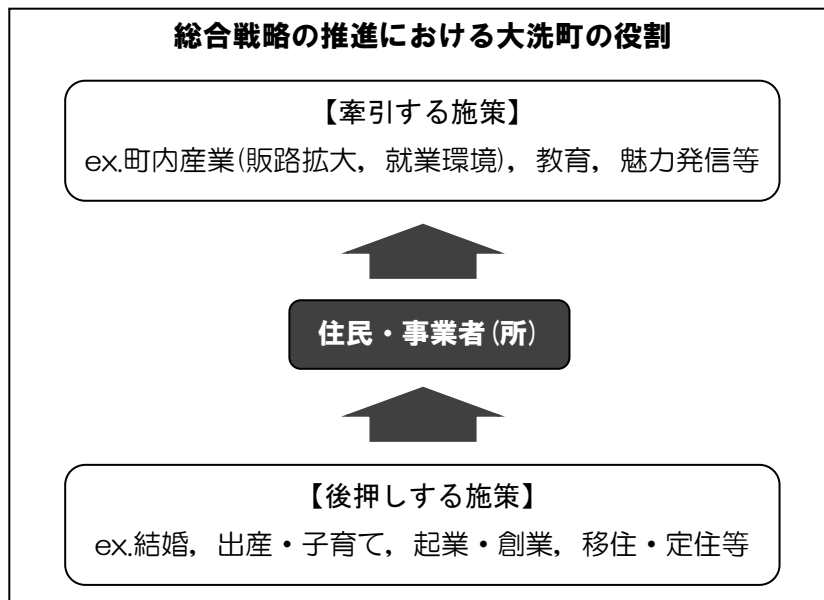 総合戦略の推進における大洗町の役割
【牽引する施策】
ex.町内産業(販路拡大，就業環境)，教育，魅力発信等
住民・事業者(所)
【後押しする施策】
ex.結婚，出産・子育て，起業・創業，移住・定住等